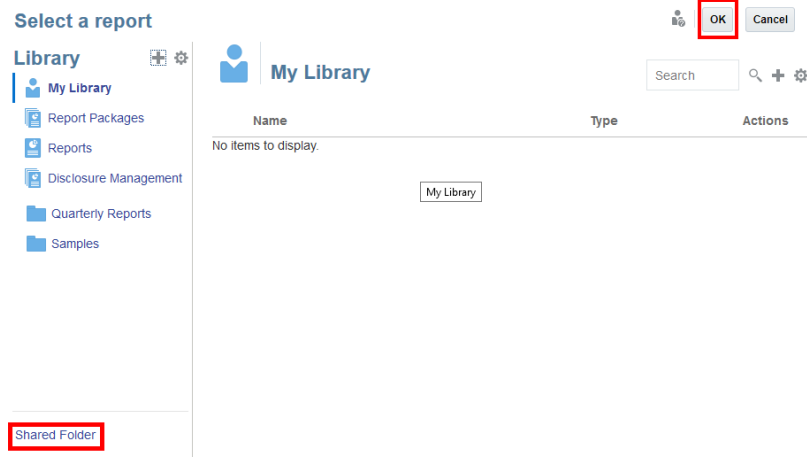 Select a report
OK
Cancel
Library
My Library
Report Packages
Reports
Disclosure Management
Quarterly Reports
Samples
Shared Folder
My Library
Search
Name Type Actions
No items to display.
My Library